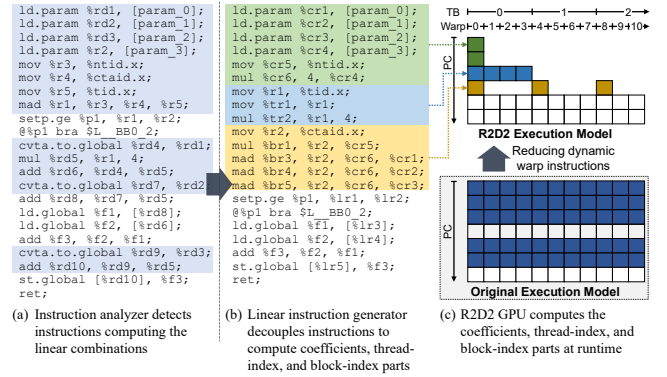 ld.param %rd1, [param_0];
ld.param %rd2, [param_1];
ld.param %rd3, [param_2];
ld.param %r2, [param_3];
mov %r3, %ntid.x;
mov %r4, %ctaid.x;
mov %r5, %tid.x;
mad %r1, %r3, %r4, %r5;
setp.ge %p1, %r1, %r2;
@%p1 bra $L__BB0_2;
cvta.to.global %rd4, %rd1;
mul %rd5, %r1, 4;
add %rd6, %rd4, %rd5;
cvta.to.global %rd7, %rd2;
add %rd8, %rd7, %rd5;
ld.global %f1, [%rd8];
ld.global %f2, [%rd6];
add %f3, %f2, %f1;
cvta.to.global %rd9, %rd3;
add %rd10, %rd9, %rd5;
st.global [%rd10], %f3;
ret;
(a) Instruction analyzer detects
instructions computing the
linear combinations
ld.param %cr1, [param_0];
ld.param %cr2, [param_1];
ld.param %cr3, [param_2];
ld.param %cr4, [param_3];
mov %cr5, %ntid.x;
mul %cr6, 4, %cr4;
mov %r1, %tid.x;
mov %tr1, %r1;
mul %tr2, %r1, 4;
mov %r2, %ctaid.x;
mul %br1, %r2, %cr5;
mad %br3, %r2, %cr6, %cr1;
mad %br4, %r2, %cr6, %cr2;
mad %br5, %r2, %cr6, %cr3;
setp.ge %p1, %lr1, %lr2;
@%p1 bra $L__BB0_2;
ld.global %f1, [%lr3];
ld.global %f2, [%lr4];
add %f3, %f2, %f1;
st.global [%lr5], %f3;
ret;
(b) Linear instruction generator
decouples instructions to
compute coefficients, thread-
index, and block-index parts
TB 0 1 2
Warp 0 1 2 3 4 5 6 7 8 9 10
PC
R2D2 Execution Model
Reducing dynamic
warp instructions
PC
Original Execution Model
(c) R2D2 GPU computes the
coefficients, thread-index, and
block-index parts at runtime